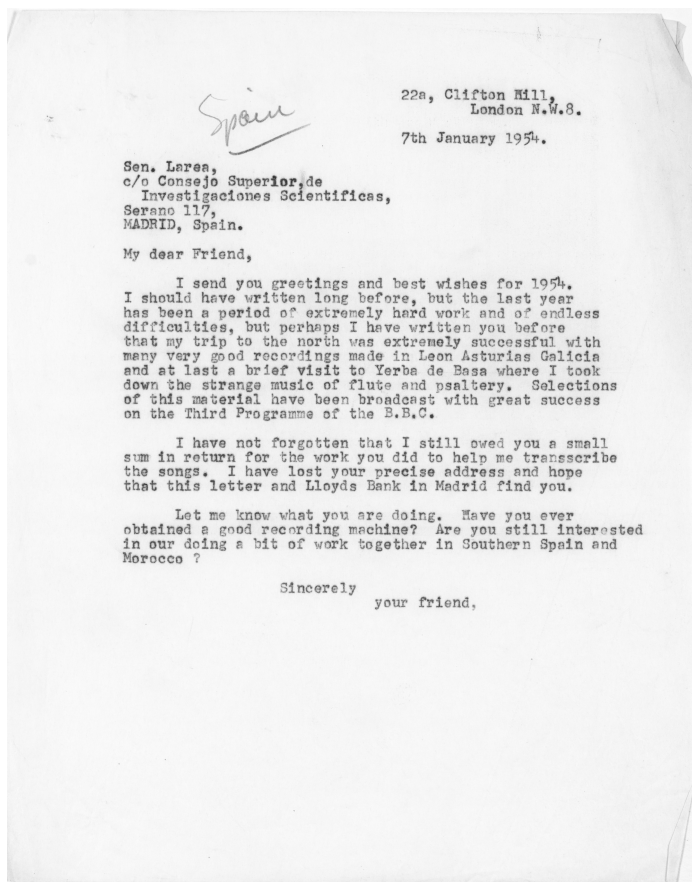 22a, Clifton Hill,
London N.W.8.
Spain
7th January 1954.
Sen. Larea,
c/o Consejo Superior,de
Investigaciones Scientificas,
Serano 117,
MADRID, Spain.
My dear Friend,
I send you greetings and best wishes for 1954.
I should have written long before, but the last year
has been a period of extremely hard work and of endless
difficulties, but perhaps I have written you before
that my trip to the north was extremely successful with
many very good recordings made in Leon Asturias Galicia
and at last a brief visit to Yerba de Basa where I took
down the strange music of flute and psaltery. Selections
of this material have been broadcast with great success
on the Third Programme of the B.B.C.
I have not forgotten that I still owed you a small
sum in return for the work you did to help me transscribe
the songs. I have lost your precise address and hope
that this letter and Lloyds Bank in Madrid find you.
Let me know what you are doing. Have you ever
obtained a good recording machine? Are you still interested
in our doing a bit of work together in Southern Spain and
Morocco ?
Sincerely
your friend,